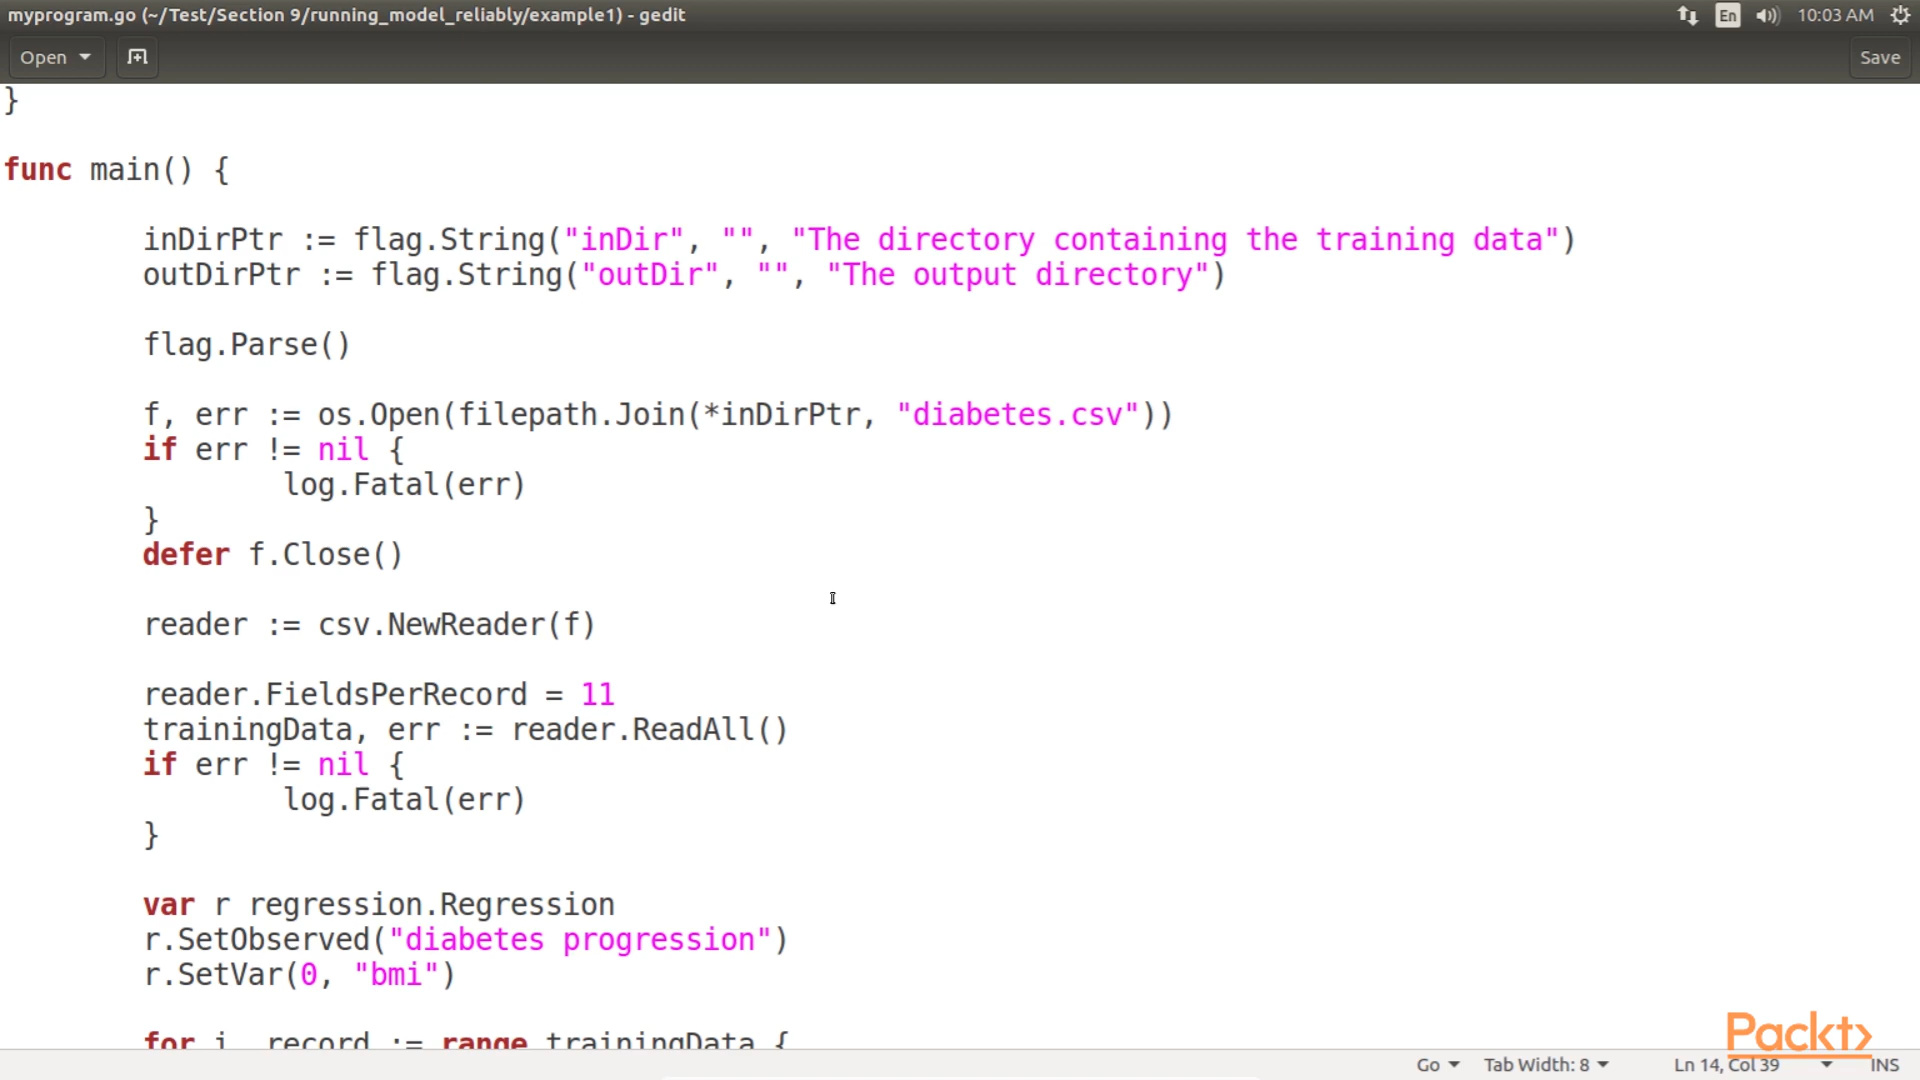 myprogram.go (~/Test/Section 9/running_model_reliably/example1) - gedit
En 10:03 AM
Open Save
}
func main() {
inDirPtr := flag.String("inDir", "", "The directory containing the training data")
outDirPtr := flag.String("outDir", "", "The output directory")
flag.Parse()
f, err := os.Open(filepath.Join(*inDirPtr, "diabetes.csv"))
if err != nil {
log.Fatal(err)
}
defer f.Close()
reader := csv.NewReader(f)
reader.FieldsPerRecord = 11
trainingData, err := reader.ReadAll()
if err != nil {
log.Fatal(err)
}
var r regression.Regression
r.SetObserved("diabetes progression")
r.SetVar(0, "bmi")
for i, record := range trainingData {
Packt>
Go Tab Width: 8 Ln 14, Col 39 INS